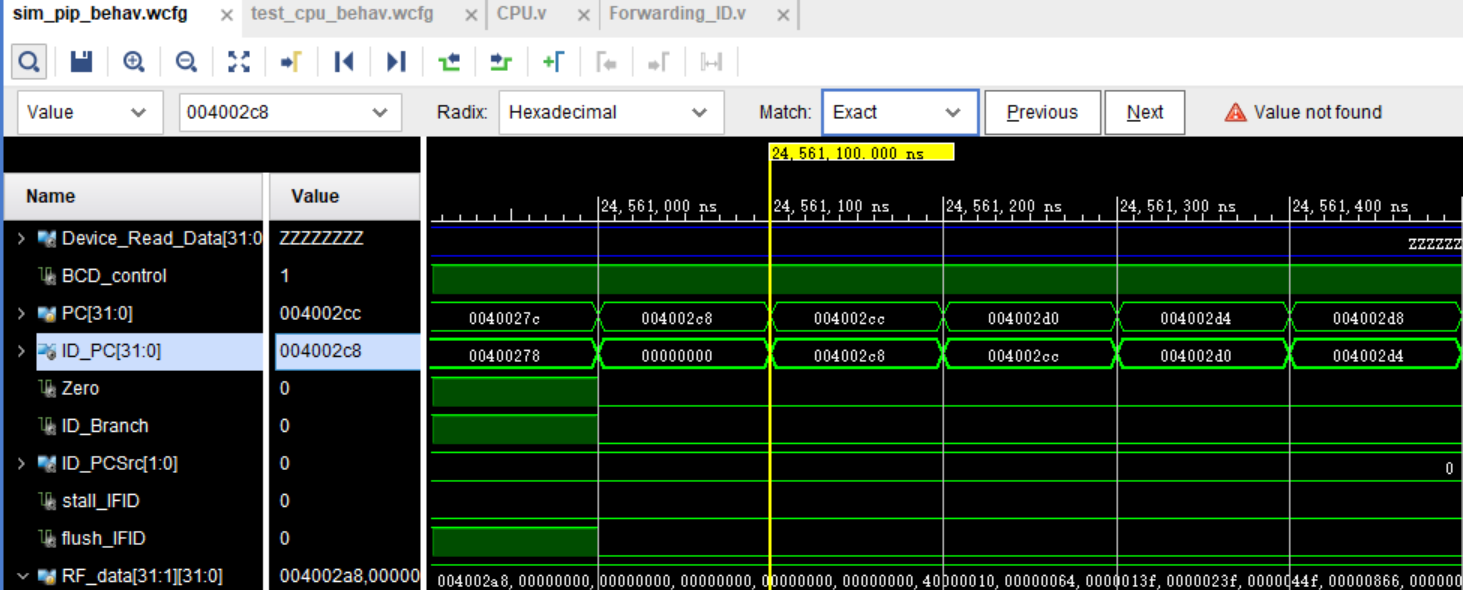 sim_pip_behav.wcfg × test_cpu_behav.wcfg × CPU.v × Forwarding_ID.v ×
Value 004002c8 Radix: Hexadecimal Match: Exact Previous Next Value not found
24,561,100.000 ns
Name Value
24,561,000 ns 24,561,100 ns 24,561,200 ns 24,561,300 ns 24,561,400 ns
Device_Read_Data[31:0 ZZZZZZZZ ZZZZZZ
BCD_control 1
PC[31:0] 004002cc 0040027c 004002c8 004002cc 004002d0 004002d4 004002d8
ID_PC[31:0] 004002c8 00400278 00000000 004002c8 004002cc 004002d0 004002d4
Zero 0
ID_Branch 0
ID_PCSrc[1:0] 0 0
stall_IFID 0
flush_IFID 0
RF_data[31:1][31:0] 004002a8,00000 004002a8,00000000,00000000,00000000,00000000,00000000,40000010,00000064,0000013f,0000023f,0000044f,00000866,000000